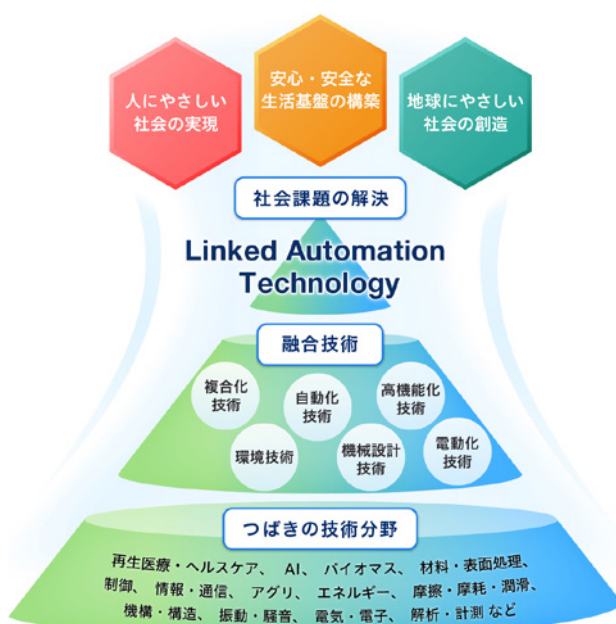 人にやさしい
社会の実現
安心・安全な
生活基盤の構築
地球にやさしい
社会の創造
社会課題の解決
Linked Automation
Technology
融合技術
複合化
技術
自動化
技術
高機能化
技術
環境技術
機械設計
技術
電動化
技術
つばきの技術分野
再生医療・ヘルスケア、 AI、 バイオマス、 材料・表面処理、
制御、 情報・通信、 アグリ、 エネルギー、 摩擦・摩耗・潤滑、
機構・構造、 振動・騒音、 電気・電子、 解析・計測 など